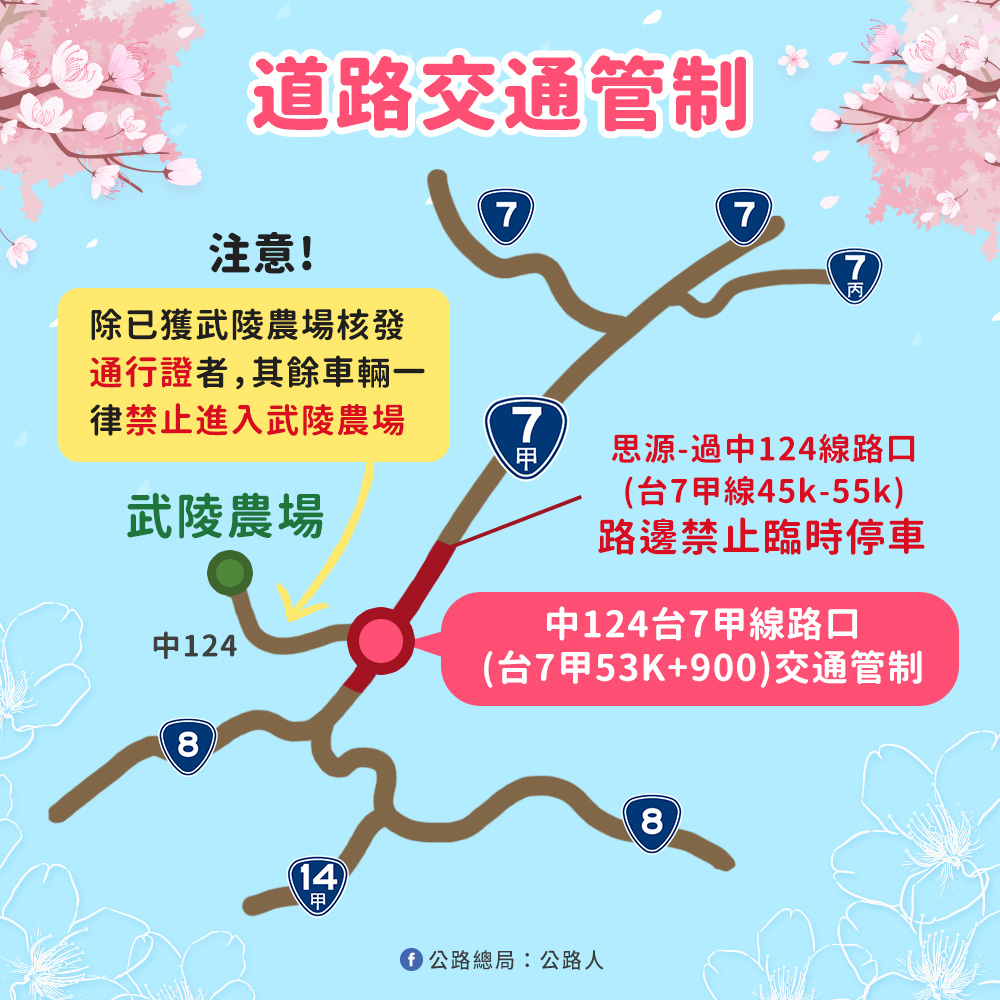 道路交通管制
7
7
7
丙
注意!
除已獲武陵農場核發
通行證者,其餘車輛一
律禁止進入武陵農場
7
甲
思源-過中124線路口
(台7甲線45k-55k)
路邊禁止臨時停車
武陵農場
中124
中124台7甲線路口
(台7甲53K+900)交通管制
8
8
14
甲
f 公路總局：公路人